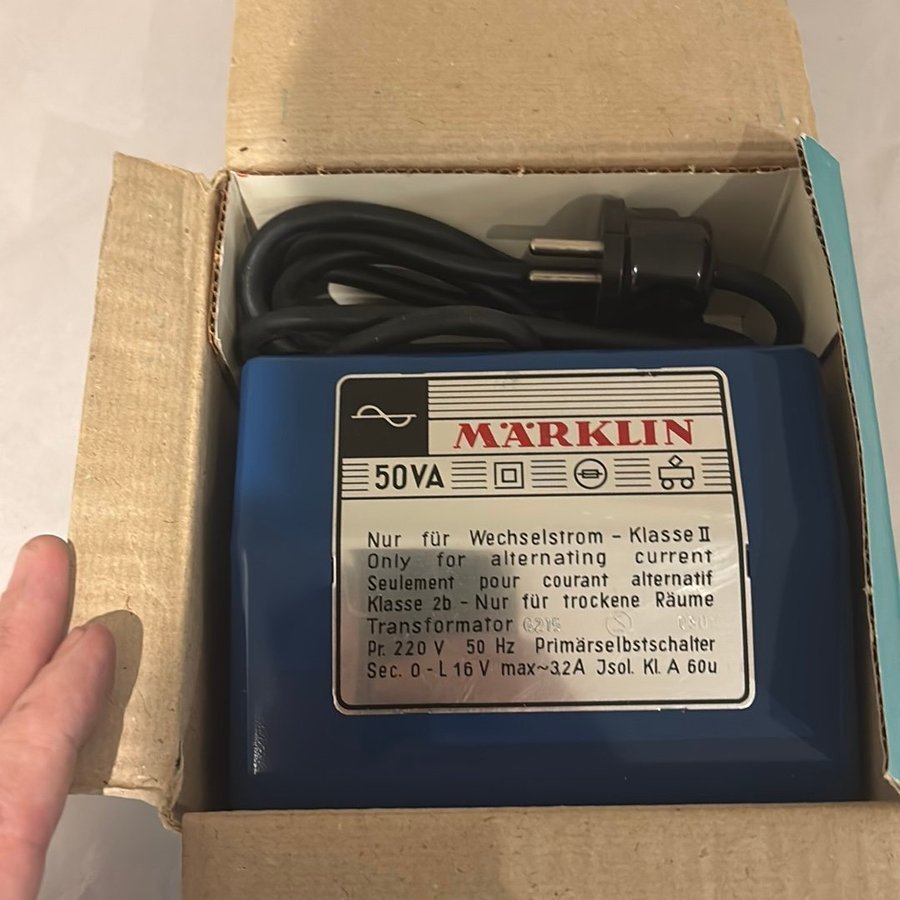 MÄRKLIN
50VA
Nur für Wechselstrom - Klasse II
Only for alternating current
Seulement pour courant alternatif
Klasse 2b - Nur für trockene Räume
Transformator
Pr. 220 V 50 Hz Primärselbstschalter
Sec. 0 - L 16 V max~3.2A Jsol. Kl. A 60u